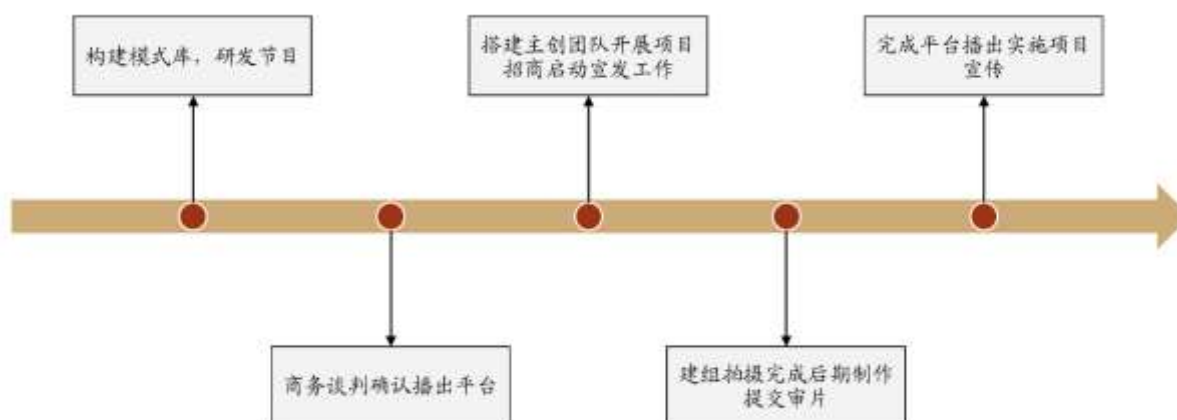 构建模式库，研发节目
搭建主创团队开展项目
招商启动宣发工作
完成平台播出实施项目
宣传
商务谈判确认播出平台
建组拍摄完成后期制作
提交审片